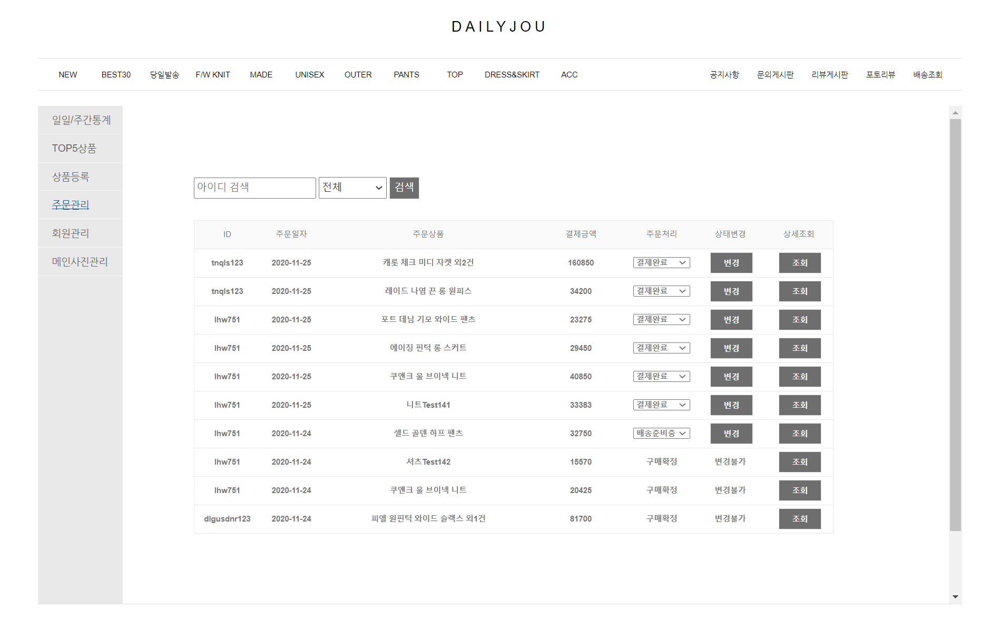 DAILYJOU
NEW BEST30 당일발송 F/W KNIT MADE UNISEX OUTER PANTS TOP DRESS&SKIRT ACC 공지사항 문의게시판 리뷰게시판 포토리뷰 배송조회
일일/주간통계
TOP5상품
상품등록
주문관리
회원관리
메인사진관리
아이디 검색 전체 검색
ID 주문일자 주문상품 결제금액 주문처리 상태변경 상세조회
tnqls123 2020-11-25 캐롯 체크 미디 자켓 외2건 160850 결제완료 변경 조회
tnqls123 2020-11-25 레이드 나염 끈 롱 원피스 34200 결제완료 변경 조회
lhw751 2020-11-25 포트 데님 기모 와이드 팬츠 23275 결제완료 변경 조회
lhw751 2020-11-25 에이징 핀턱 롱 스커트 29450 결제완료 변경 조회
lhw751 2020-11-25 쿠앤크 울 브이넥 니트 40850 결제완료 변경 조회
lhw751 2020-11-25 니트Test141 33383 결제완료 변경 조회
lhw751 2020-11-24 셀드 골덴 하프 팬츠 32750 배송준비중 변경 조회
lhw751 2020-11-24 셔츠Test142 15570 구매확정 변경불가 조회
lhw751 2020-11-24 쿠앤크 울 브이넥 니트 20425 구매확정 변경불가 조회
dlgusdnr123 2020-11-24 피엘 원핀턱 와이드 슬랙스 외1건 81700 구매확정 변경불가 조회